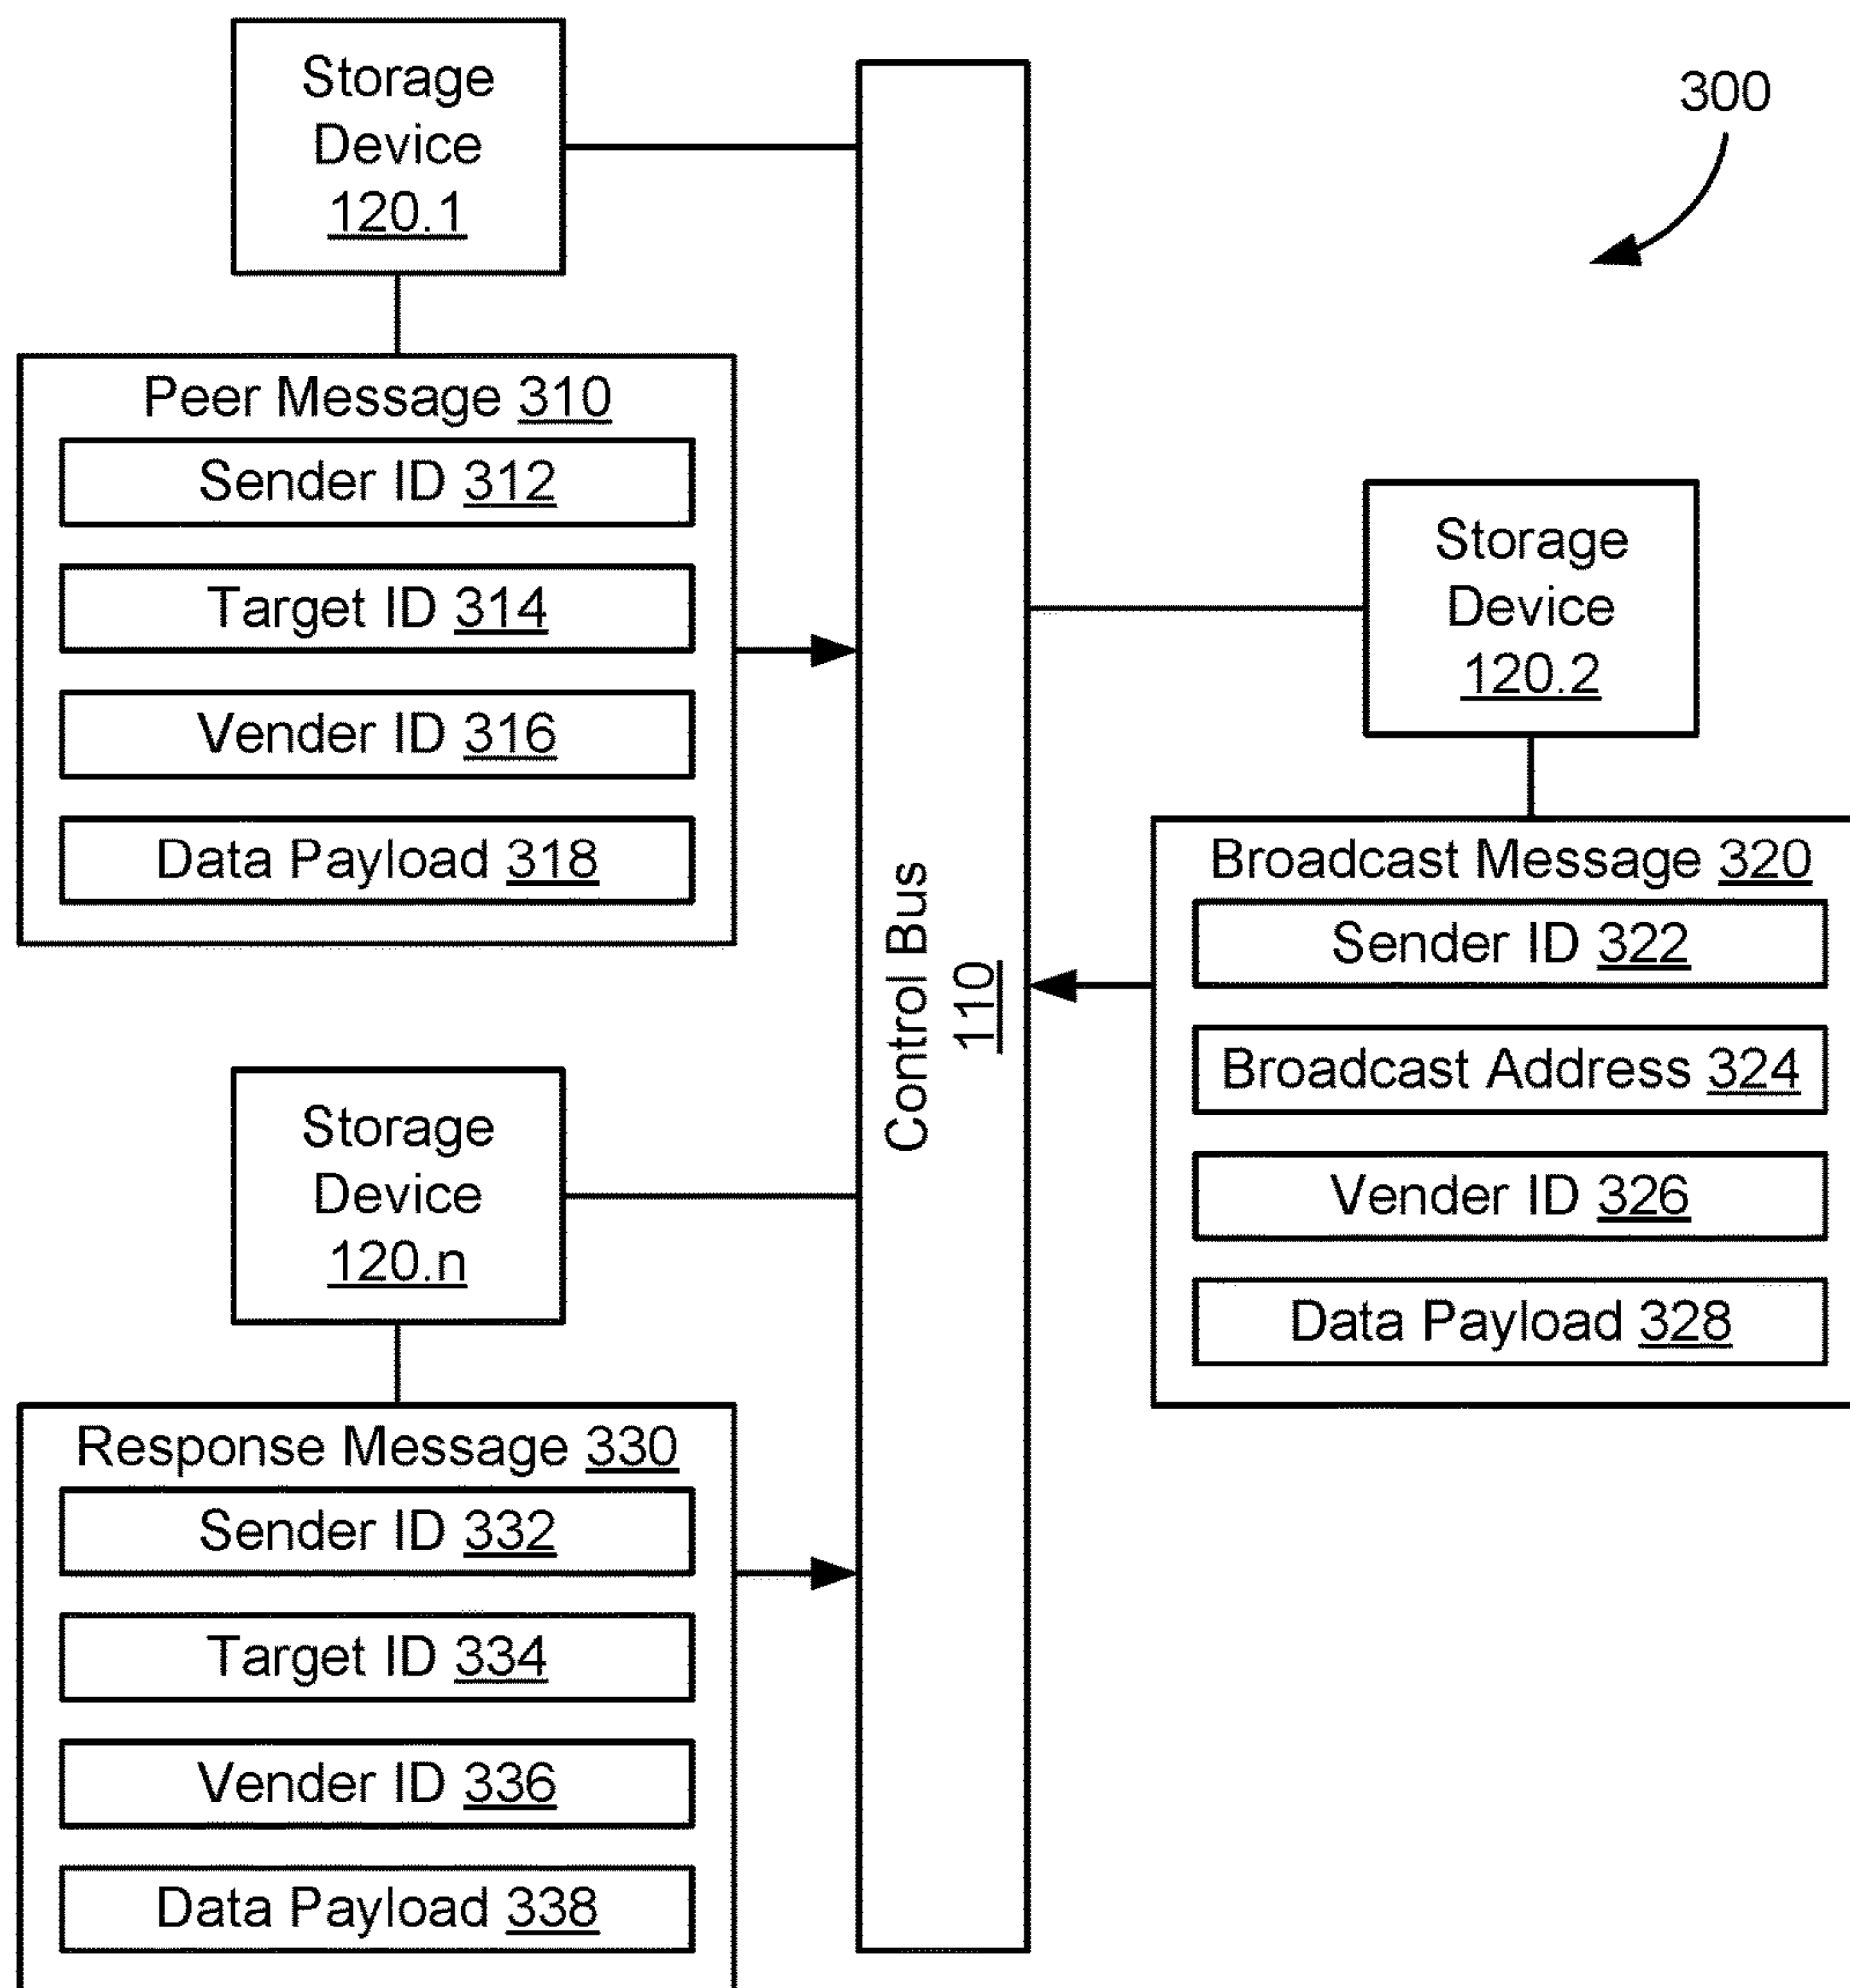 Storage
Device
120.1
300
Peer Message 310
Sender ID 312
Target ID 314
Vender ID 316
Data Payload 318
Control Bus
110
Storage
Device
120.2
Broadcast Message 320
Sender ID 322
Broadcast Address 324
Vender ID 326
Data Payload 328
Storage
Device
120.n
Response Message 330
Sender ID 332
Target ID 334
Vender ID 336
Data Payload 338